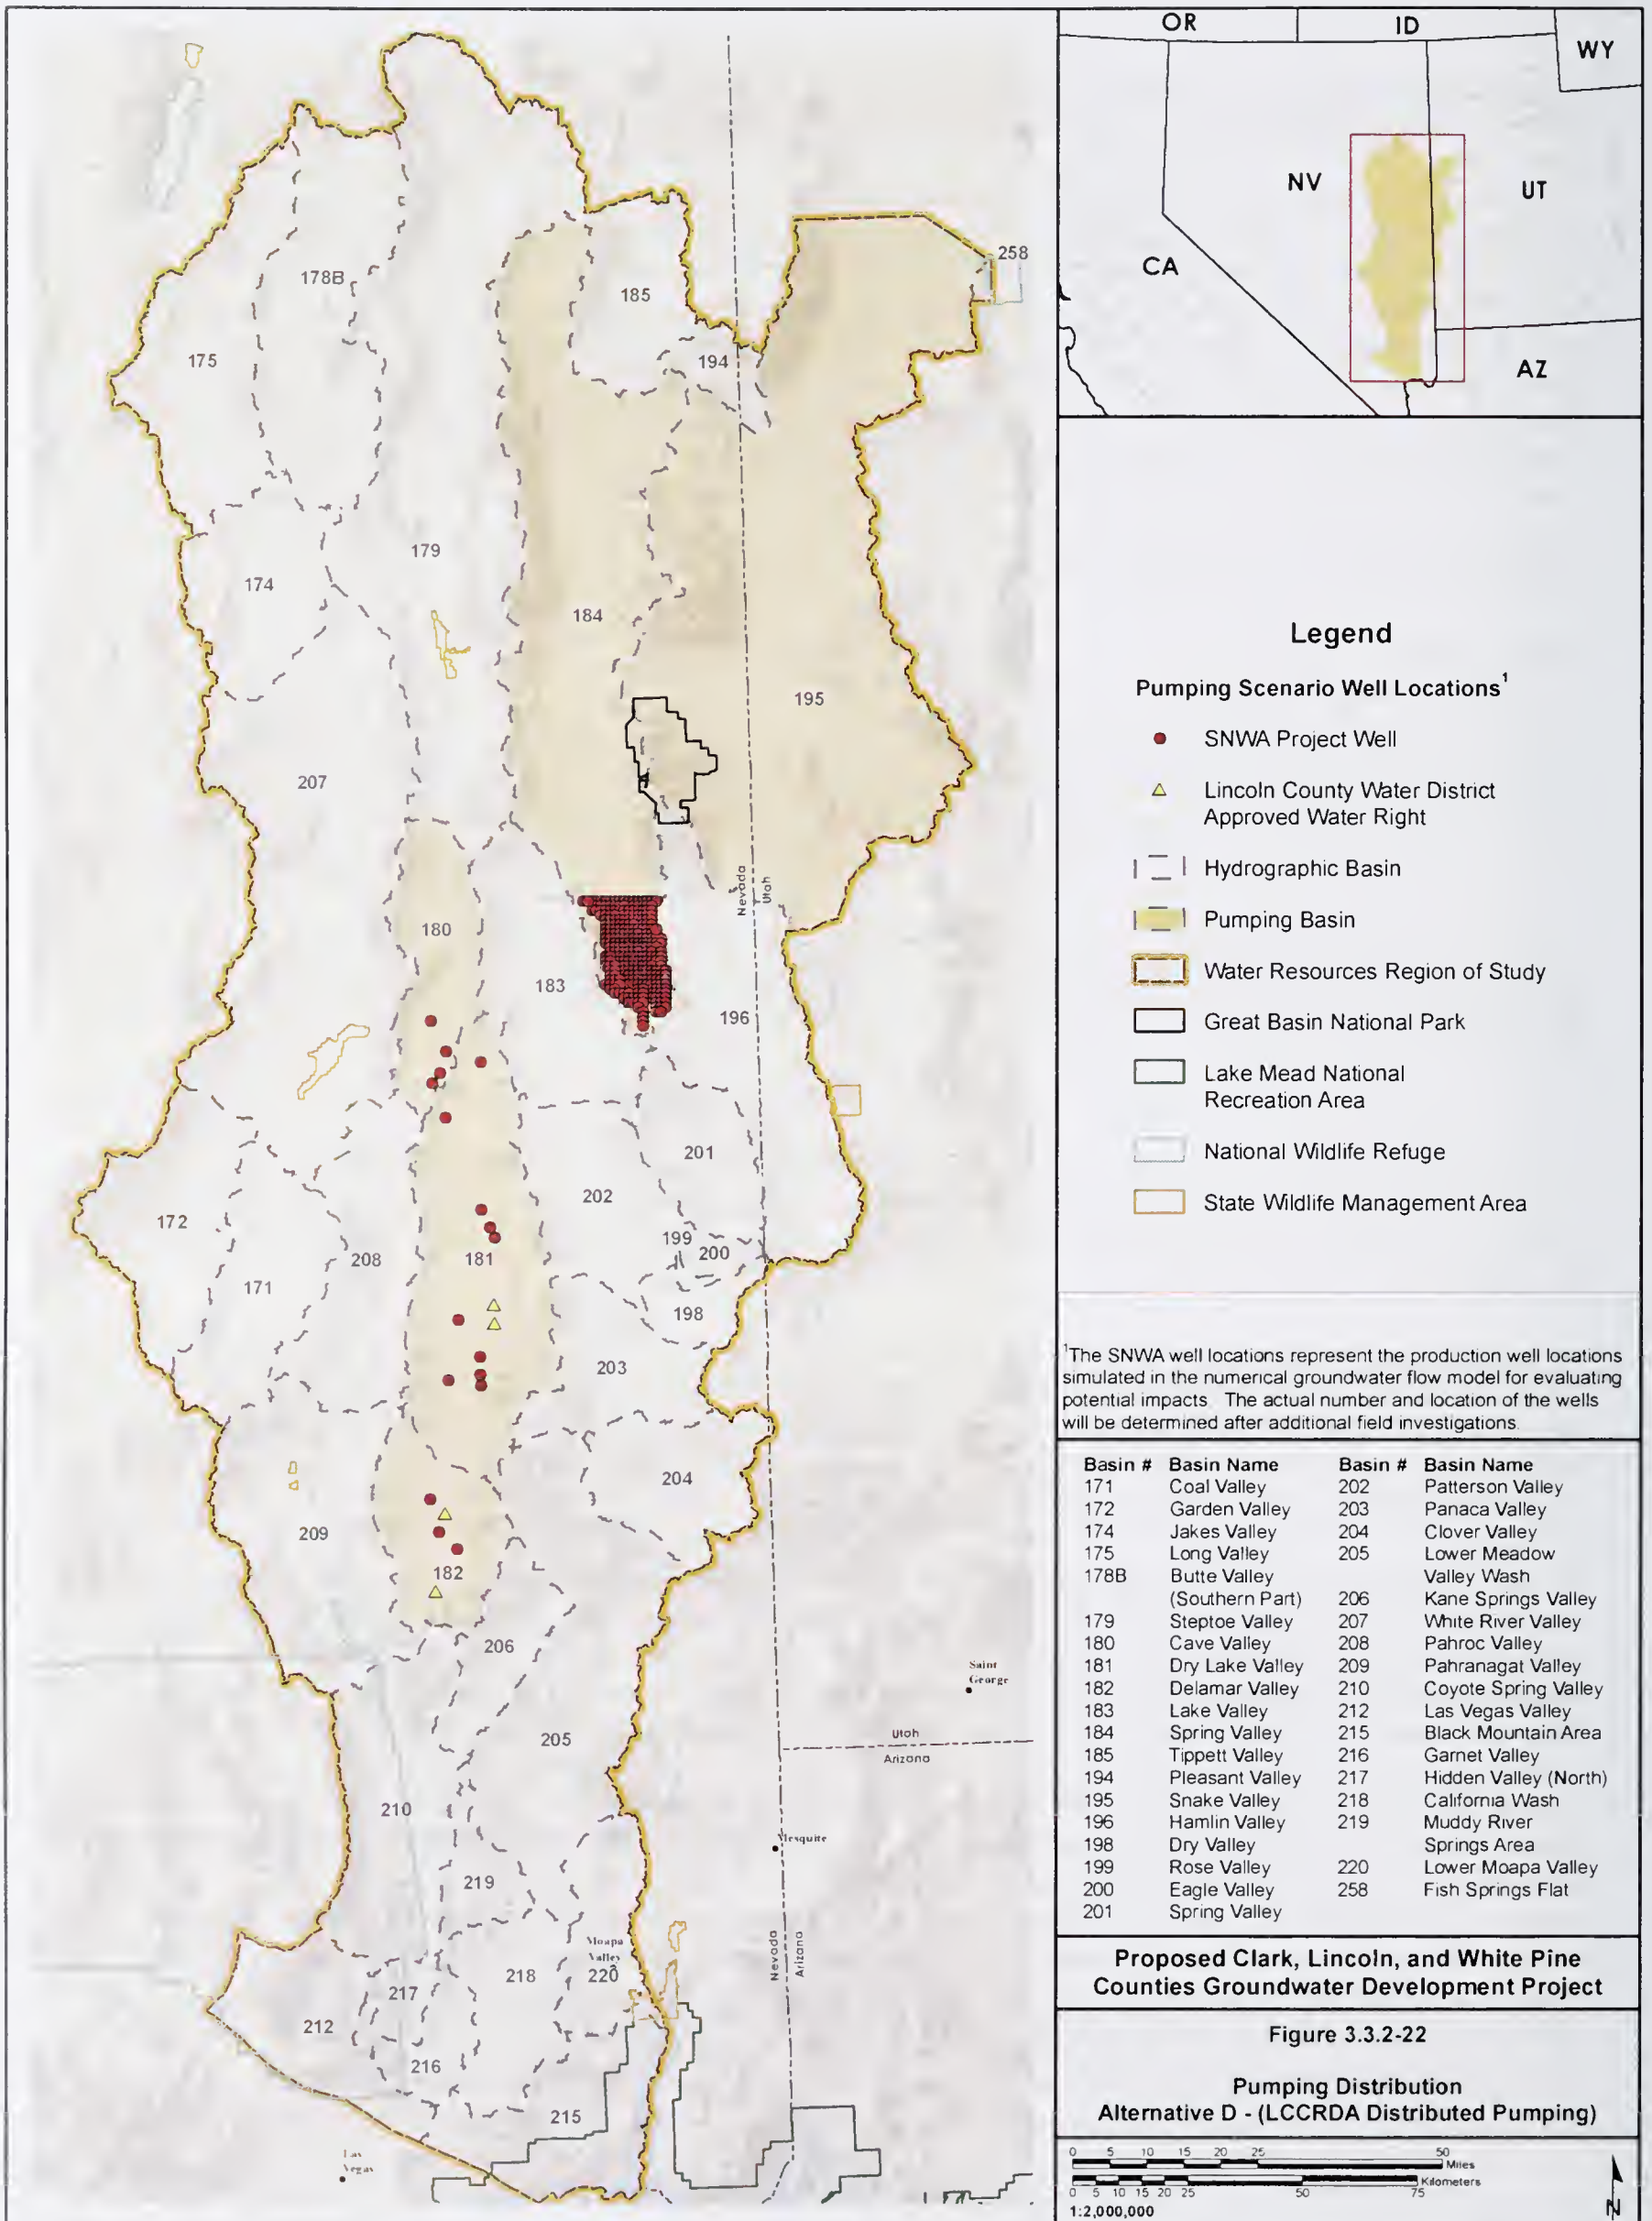 OR
ID
WY
NV
UT
CA
AZ
258
178B
185
175
194
179
174
184
195
207
Nevada
Utah
180
183
196
201
202
172
199
200
181
208
171
198
203
204
209
182
206
Saint
George
205
Utah
Arizona
210
Mesquite
219
Moapa
Valley
Nevada
Arizona
218
220
217
212
216
215
Las
Vegas
Legend
Pumping Scenario Well Locations¹
SNWA Project Well
Lincoln County Water District
Approved Water Right
Hydrographic Basin
Pumping Basin
Water Resources Region of Study
Great Basin National Park
Lake Mead National
Recreation Area
National Wildlife Refuge
State Wildlife Management Area
¹The SNWA well locations represent the production well locations
simulated in the numerical groundwater flow model for evaluating
potential impacts. The actual number and location of the wells
will be determined after additional field investigations.
Basin # Basin Name Basin # Basin Name
171 Coal Valley 202 Patterson Valley
172 Garden Valley 203 Panaca Valley
174 Jakes Valley 204 Clover Valley
175 Long Valley 205 Lower Meadow
178B Butte Valley Valley Wash
(Southern Part) 206 Kane Springs Valley
179 Steptoe Valley 207 White River Valley
180 Cave Valley 208 Pahroc Valley
181 Dry Lake Valley 209 Pahranagat Valley
182 Delamar Valley 210 Coyote Spring Valley
183 Lake Valley 212 Las Vegas Valley
184 Spring Valley 215 Black Mountain Area
185 Tippett Valley 216 Garnet Valley
194 Pleasant Valley 217 Hidden Valley (North)
195 Snake Valley 218 California Wash
196 Hamlin Valley 219 Muddy River
198 Dry Valley Springs Area
199 Rose Valley 220 Lower Moapa Valley
200 Eagle Valley 258 Fish Springs Flat
201 Spring Valley
Proposed Clark, Lincoln, and White Pine
Counties Groundwater Development Project
Figure 3.3.2-22
Pumping Distribution
Alternative D - (LCCRDA Distributed Pumping)
0 5 10 15 20 25 50
Miles
Kilometers
0 5 10 15 20 25 50 75
1:2,000,000
N